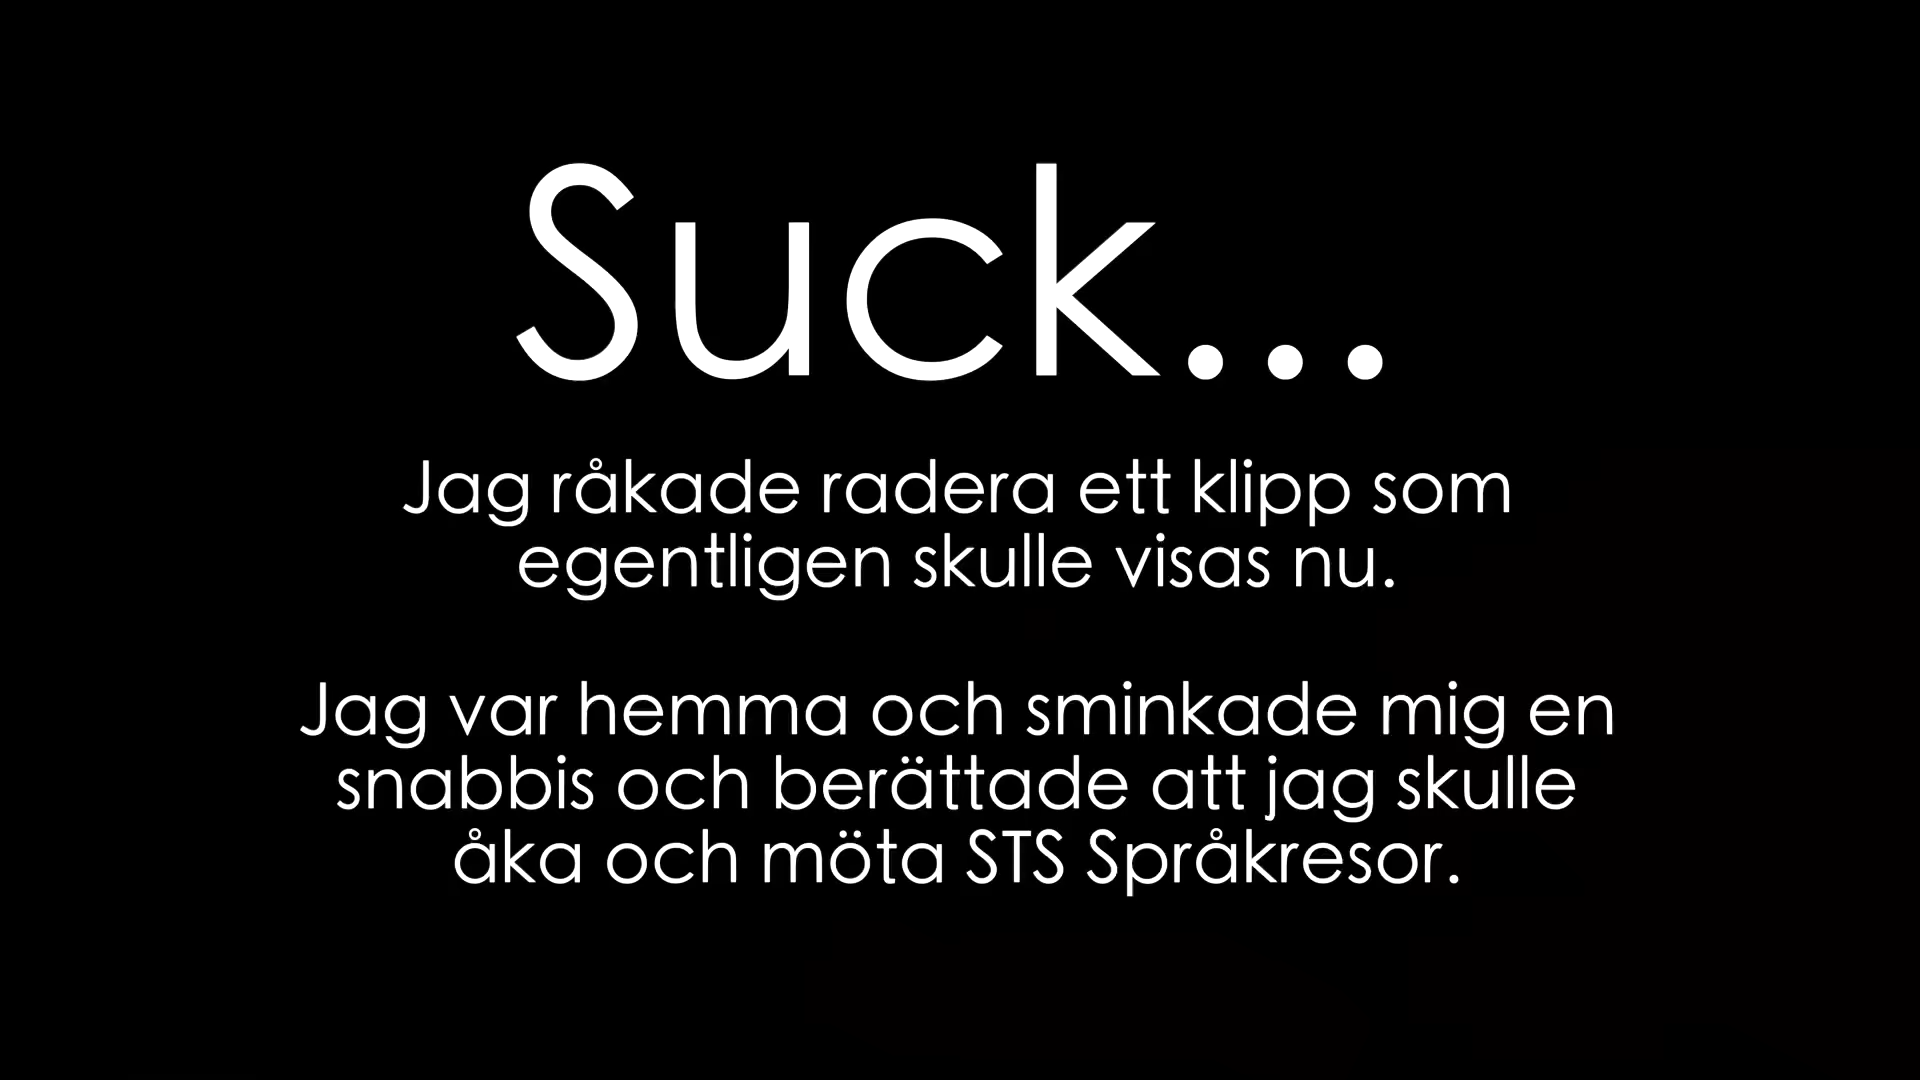 Suck...
Jag råkade radera ett klipp som
egentligen skulle visas nu.
Jag var hemma och sminkade mig en
snabbis och berättade att jag skulle
åka och möta STS Språkresor.